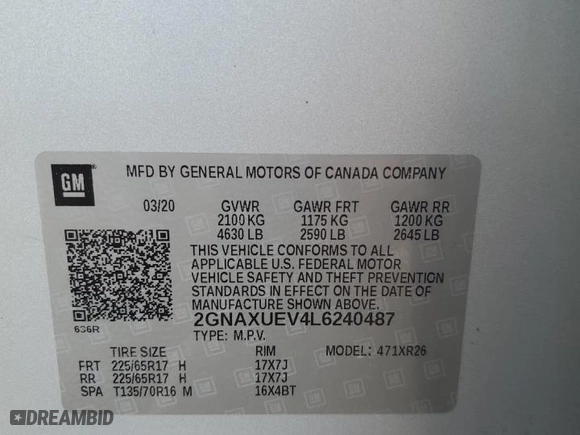 GM
MFD BY GENERAL MOTORS OF CANADA COMPANY
03/20 GVWR GAWR FRT GAWR RR
2100 KG 1175 KG 1200 KG
4630 LB 2590 LB 2645 LB
THIS VEHICLE CONFORMS TO ALL
APPLICABLE U.S. FEDERAL MOTOR
VEHICLE SAFETY AND THEFT PREVENTION
STANDARDS IN EFFECT ON THE DATE OF
MANUFACTURE SHOWN ABOVE.
636R 2GNAXUEV4L6240487
TYPE: M.P.V.
TIRE SIZE RIM MODEL: 471XR26
FRT 225/65R17 H 17X7J
RR 225/65R17 H 17X7J
SPA T135/70R16 M 16X4BT
DREAMBID